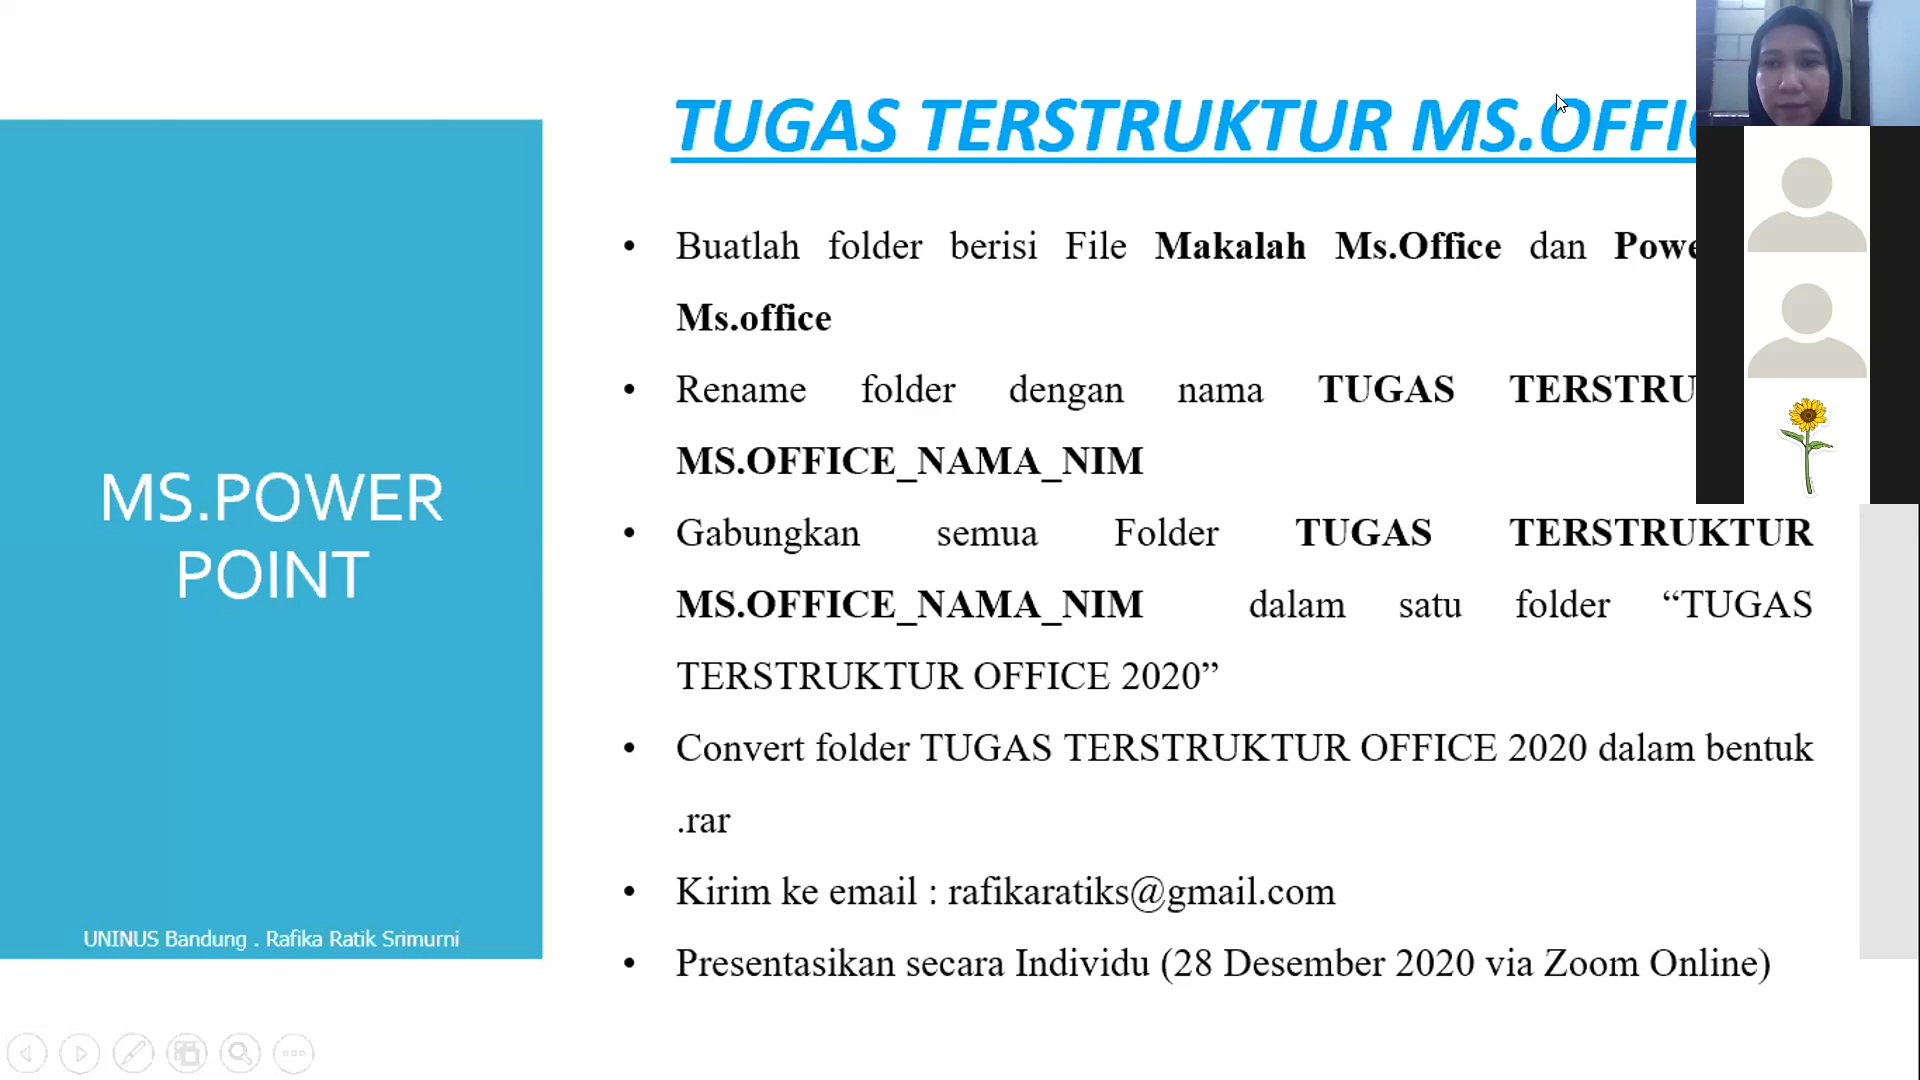 TUGAS TERSTRUKTUR MS.OFFI
• Buatlah folder berisi File Makalah Ms.Office dan Powe
Ms.office
• Rename folder dengan nama TUGAS TERSTRU
MS.OFFICE_NAMA_NIM
• Gabungkan semua Folder TUGAS TERSTRUKTUR
MS.OFFICE_NAMA_NIM dalam satu folder “TUGAS
TERSTRUKTUR OFFICE 2020”
• Convert folder TUGAS TERSTRUKTUR OFFICE 2020 dalam bentuk
.rar
• Kirim ke email : rafikaratiks@gmail.com
• Presentasikan secara Individu (28 Desember 2020 via Zoom Online)
MS.POWER
POINT
UNINUS Bandung . Rafika Ratik Srimurni